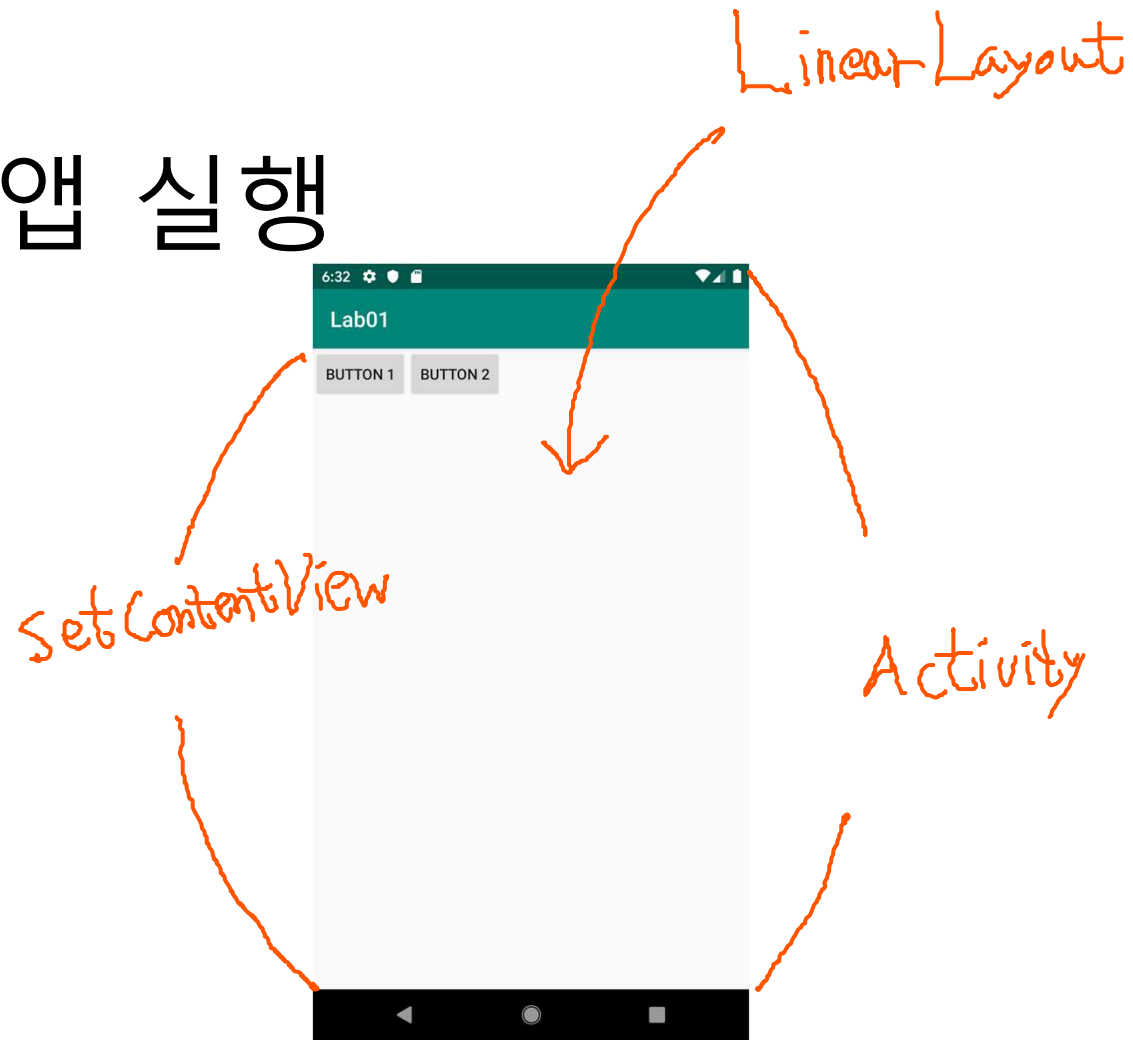 LinearLayout
앱 실행
6:32
Lab01
BUTTON 1 BUTTON 2
setContentView
Activity